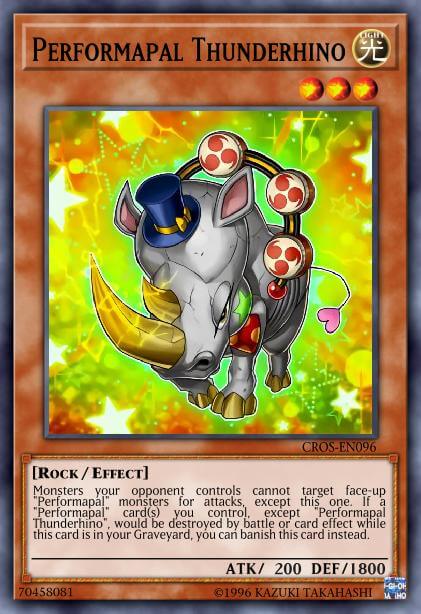 PERFORMAPAL THUNDERHINO
LIGHT
光
CROS-EN096
[ROCK / EFFECT]
Monsters your opponent controls cannot target face-up
"Performapal" monsters for attacks, except this one. If a
"Performapal" card(s) you control, except "Performapal
Thunderhino", would be destroyed by battle or card effect while
this card is in your Graveyard, you can banish this card instead.
ATK/ 200 DEF/1800
70458081
©1996 KAZUKI TAKAHASHI